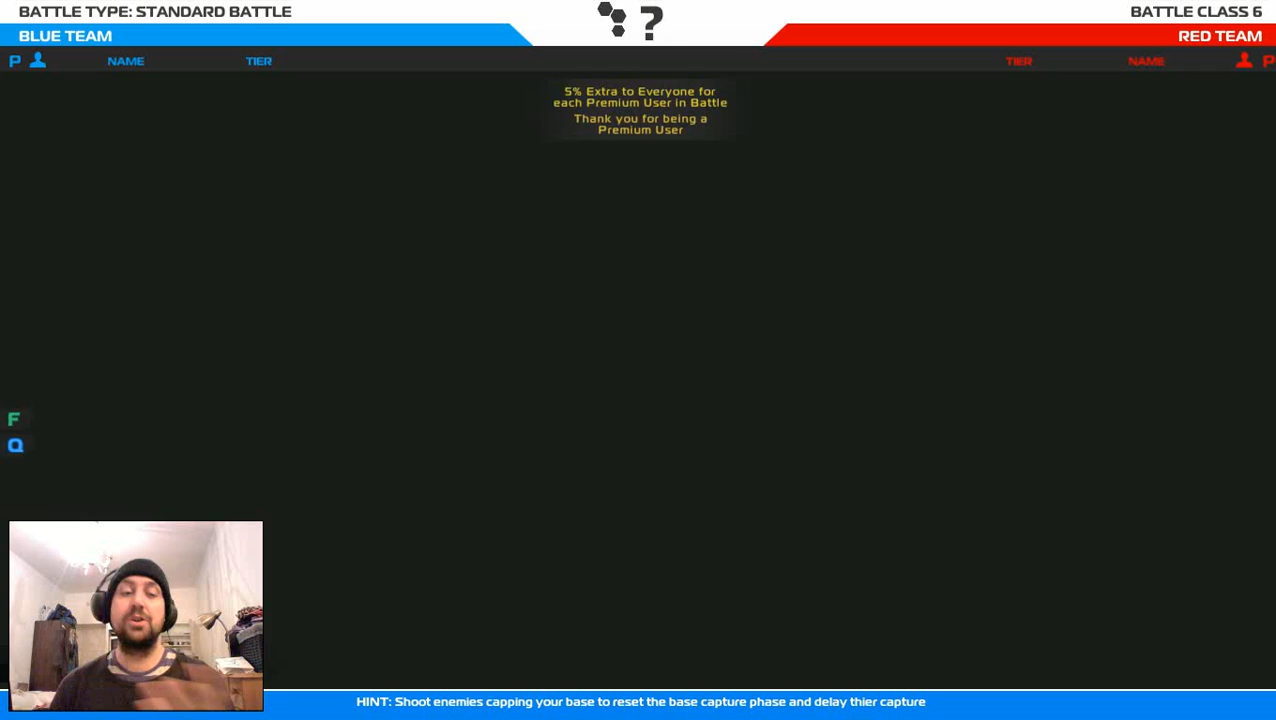 BATTLE TYPE: STANDARD BATTLE
?
BATTLE CLASS 6
BLUE TEAM
RED TEAM
P NAME TIER
TIER NAME P
5% Extra to Everyone for
each Premium User in Battle
Thank you for being a
Premium User
F
Q
HINT: Shoot enemies capping your base to reset the base capture phase and delay thier capture